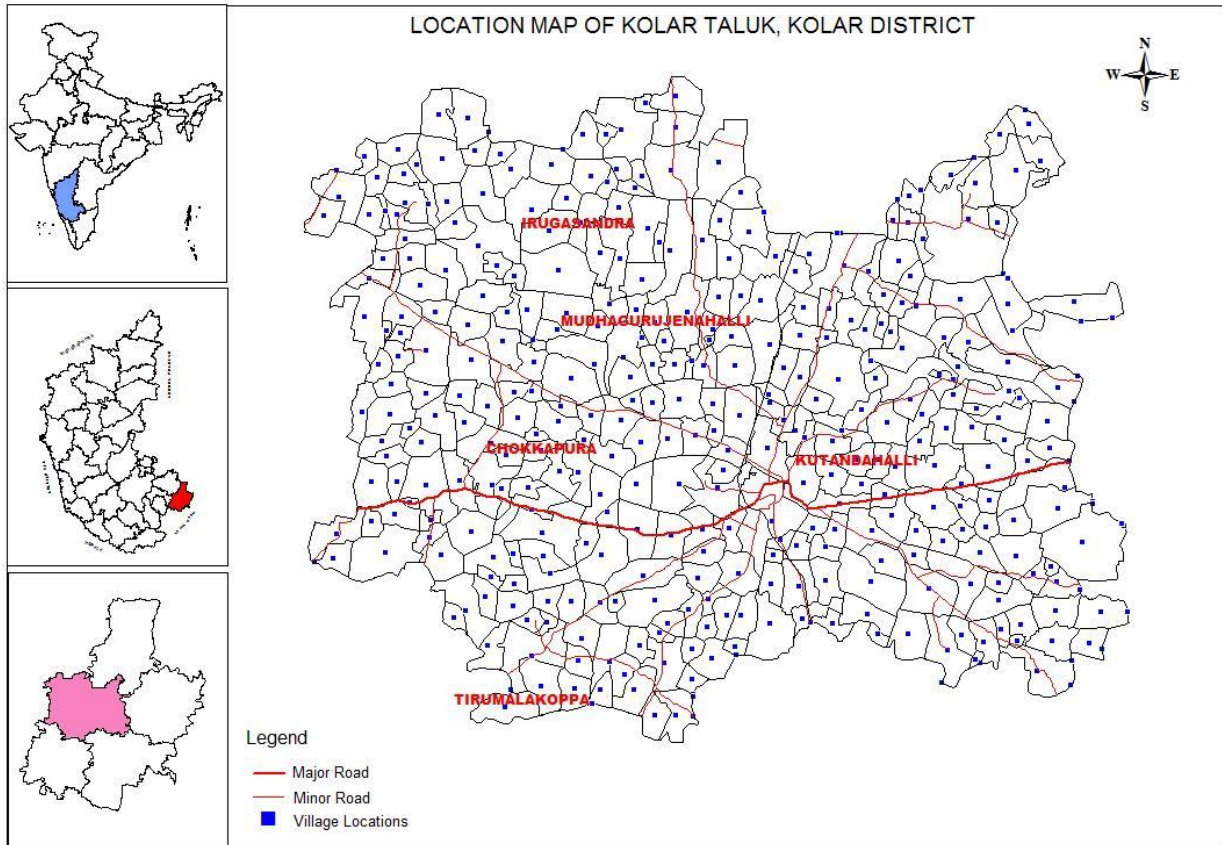 LOCATION MAP OF KOLAR TALUK, KOLAR DISTRICT
N
W E
S
IRUGASANDRA
MUDHAGURUJENAHALLI
CHOKKAPURA
KUTANDAHALLI
TIRUMALAKOPPA
Legend
Major Road
Minor Road
Village Locations